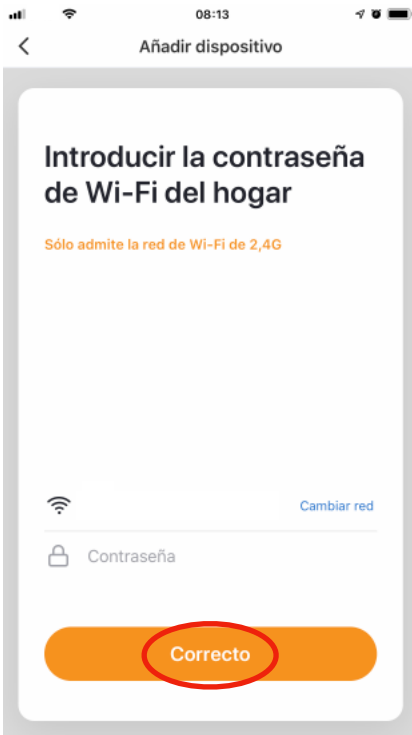 08:13
Añadir dispositivo
Introducir la contraseña
de Wi-Fi del hogar
Sólo admite la red de Wi-Fi de 2,4G
Cambiar red
Contraseña
Correcto